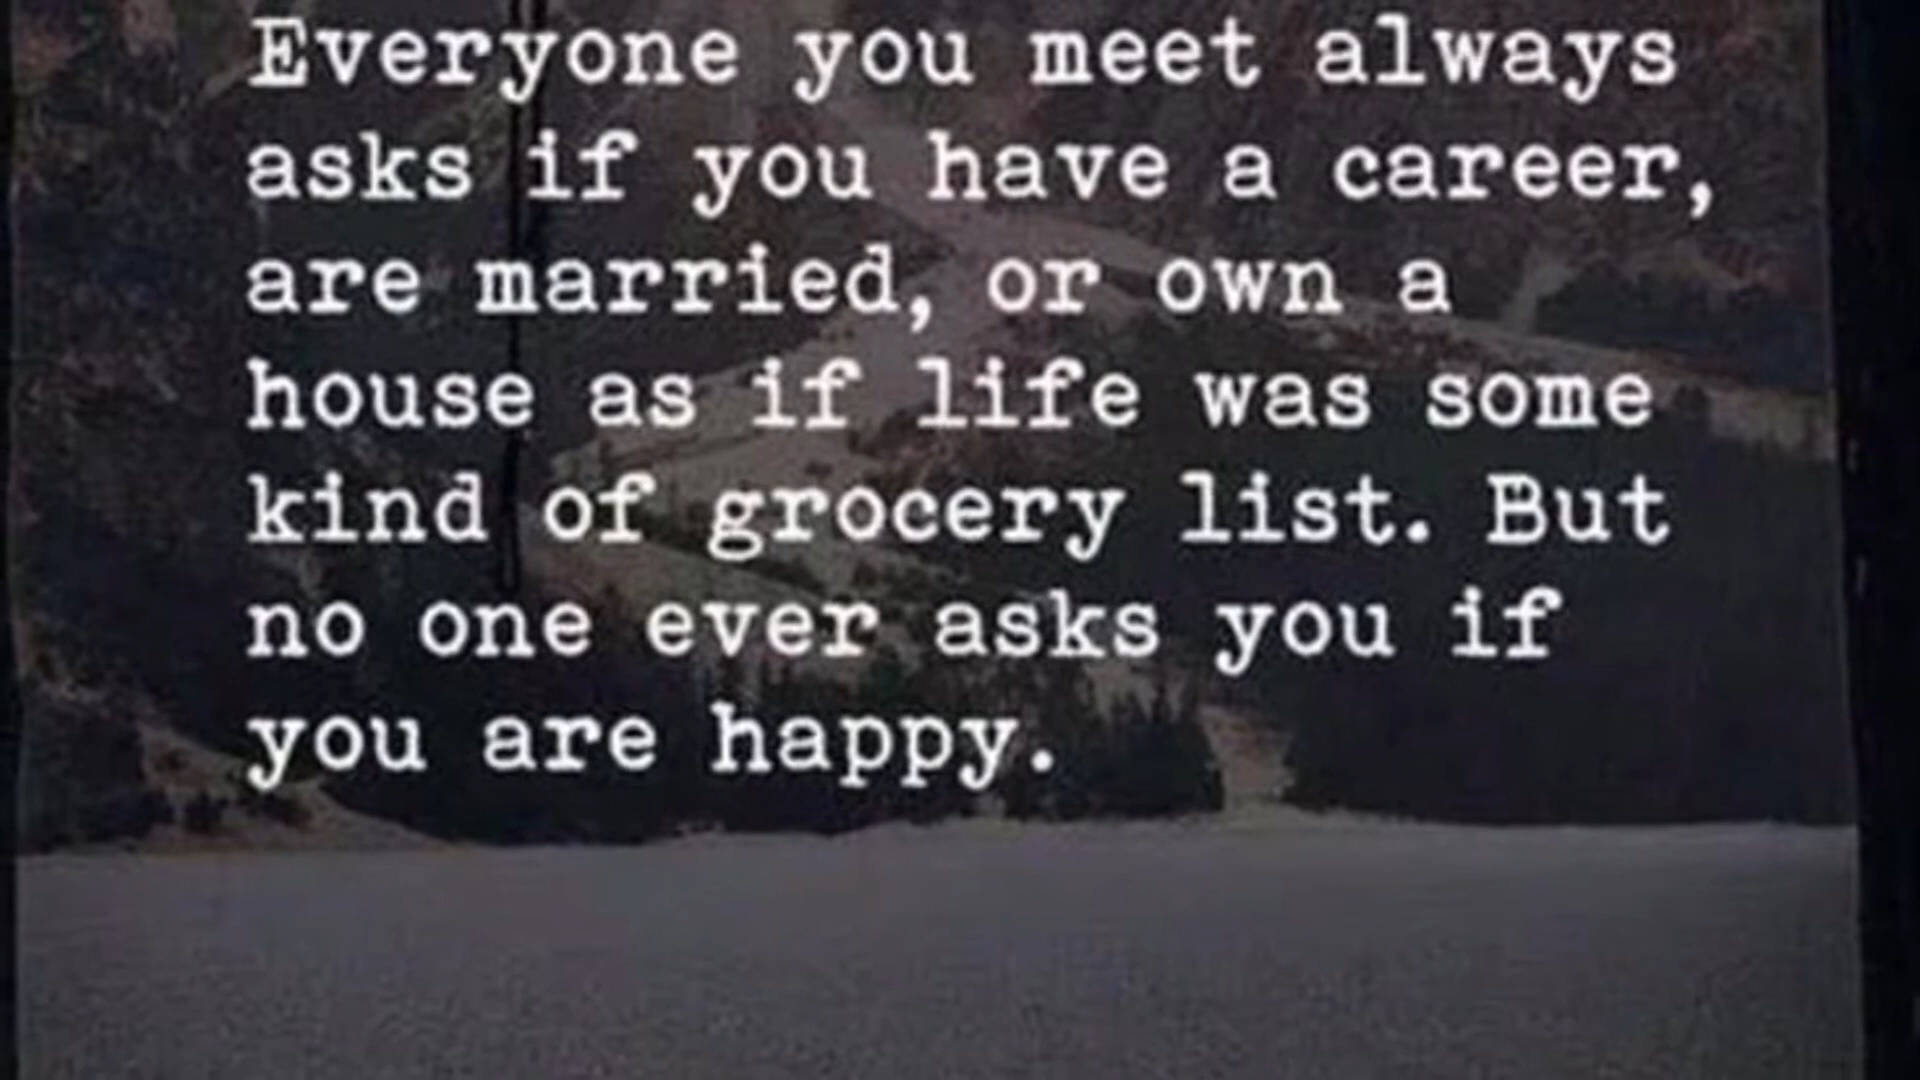 Everyone you meet always
asks if you have a career,
are married, or own a
house as if life was some
kind of grocery list. But
no one ever asks you if
you are happy.